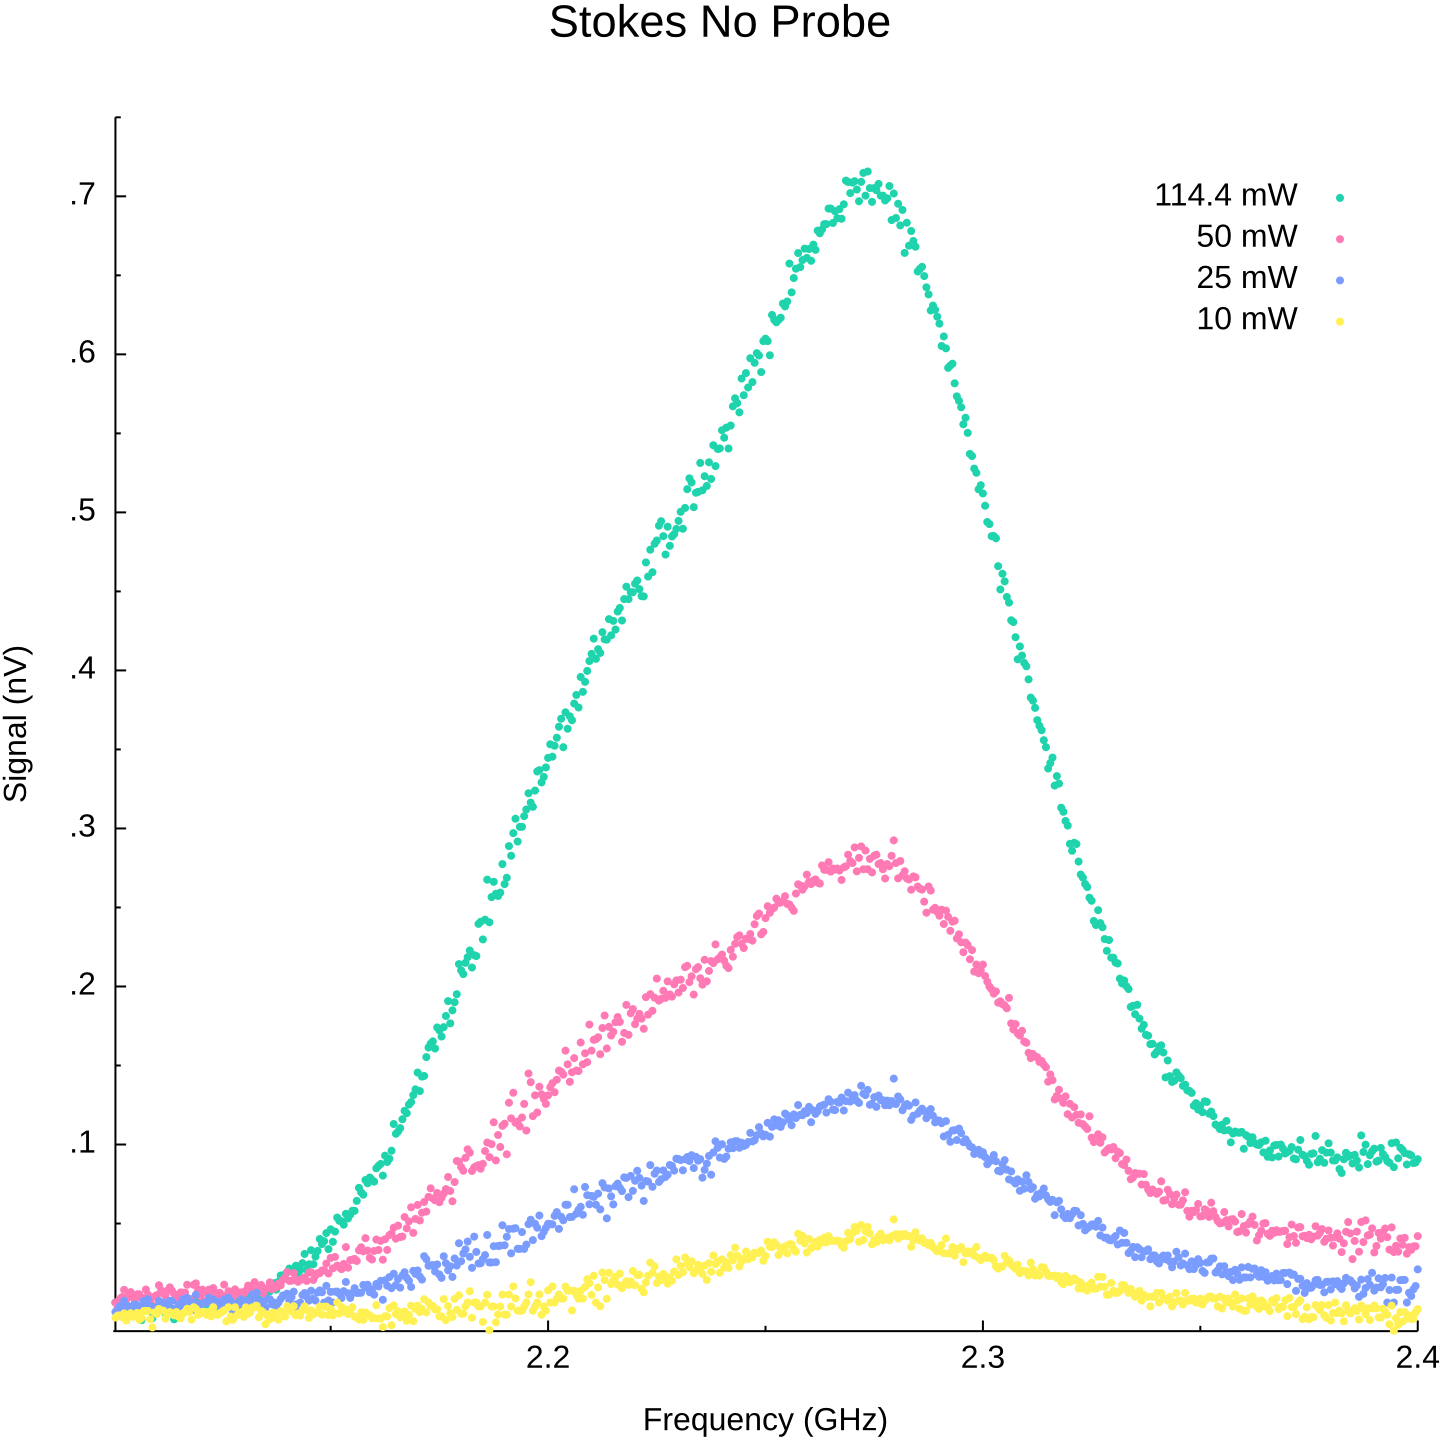 Stokes No Probe
114.4 mW
50 mW
25 mW
10 mW
.7
.6
.5
.4
.3
.2
.1
Signal (nV)
2.2
2.3
2.4
Frequency (GHz)